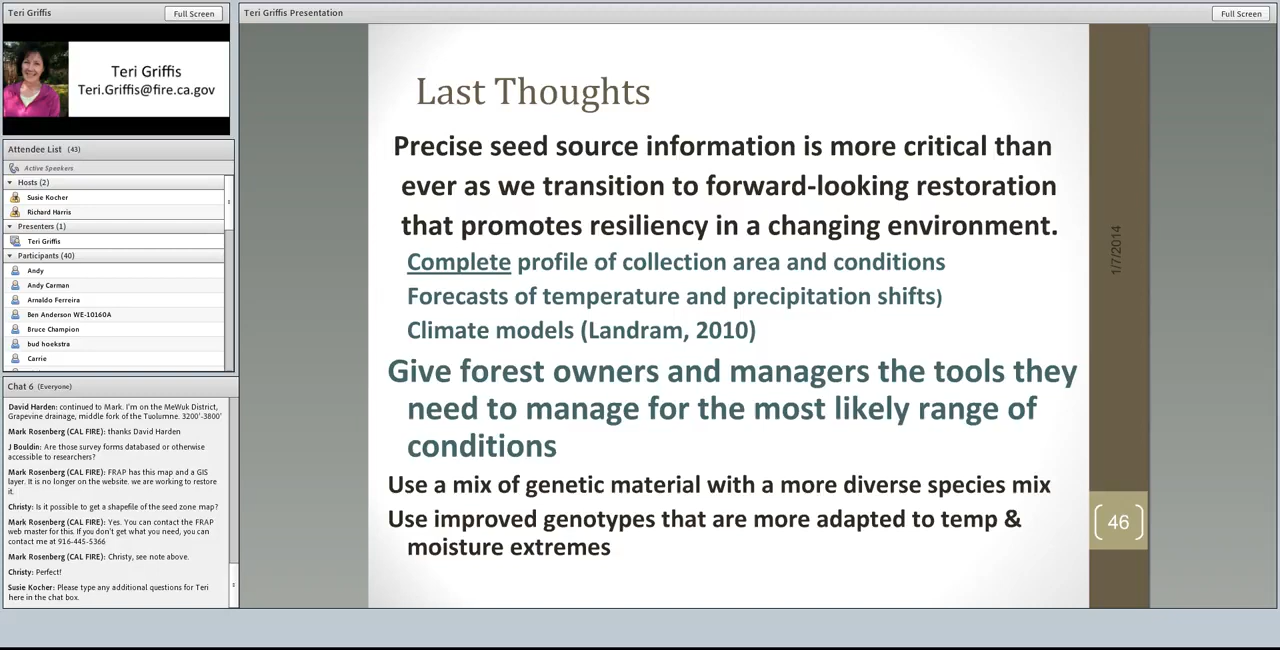 Teri Griffis
Full Screen
Teri Griffis Presentation
Full Screen
Teri Griffis
Teri.Griffis@fire.ca.gov
Attendee List (43)
Active Speakers
Hosts (2)
Susie Kocher
Richard Harris
Presenters (1)
Teri Griffis
Participants (40)
Andy
Andy Carman
Arnaldo Ferreira
Ben Anderson WE-10160A
Bruce Champion
bud hoekstra
Carrie
Chat 6 (Everyone)
David Harden: continued to Mark. I'm on the MeWuk District,
Grapevine drainage, middle fork of the Tuolumne. 3200'-3800'
Mark Rosenberg (CAL FIRE): thanks David Harden
J Bouldin: Are those survey forms databased or otherwise
accessible to researchers?
Mark Rosenberg (CAL FIRE): FRAP has this map and a GIS
layer. It is no longer on the website. we are working to restore
it.
Christy: Is it possible to get a shapefile of the seed zone map?
Mark Rosenberg (CAL FIRE): Yes. You can contact the FRAP
web master for this. If you don't get what you need, you can
contact me at 916-445-5366
Mark Rosenberg (CAL FIRE): Christy, see note above.
Christy: Perfect!
Susie Kocher: Please type any additional questions for Teri
here in the chat box.
Last Thoughts
Precise seed source information is more critical than
ever as we transition to forward-looking restoration
that promotes resiliency in a changing environment.
Complete profile of collection area and conditions
Forecasts of temperature and precipitation shifts)
Climate models (Landram, 2010)
Give forest owners and managers the tools they
need to manage for the most likely range of
conditions
Use a mix of genetic material with a more diverse species mix
Use improved genotypes that are more adapted to temp &
moisture extremes
1/7/2014
46